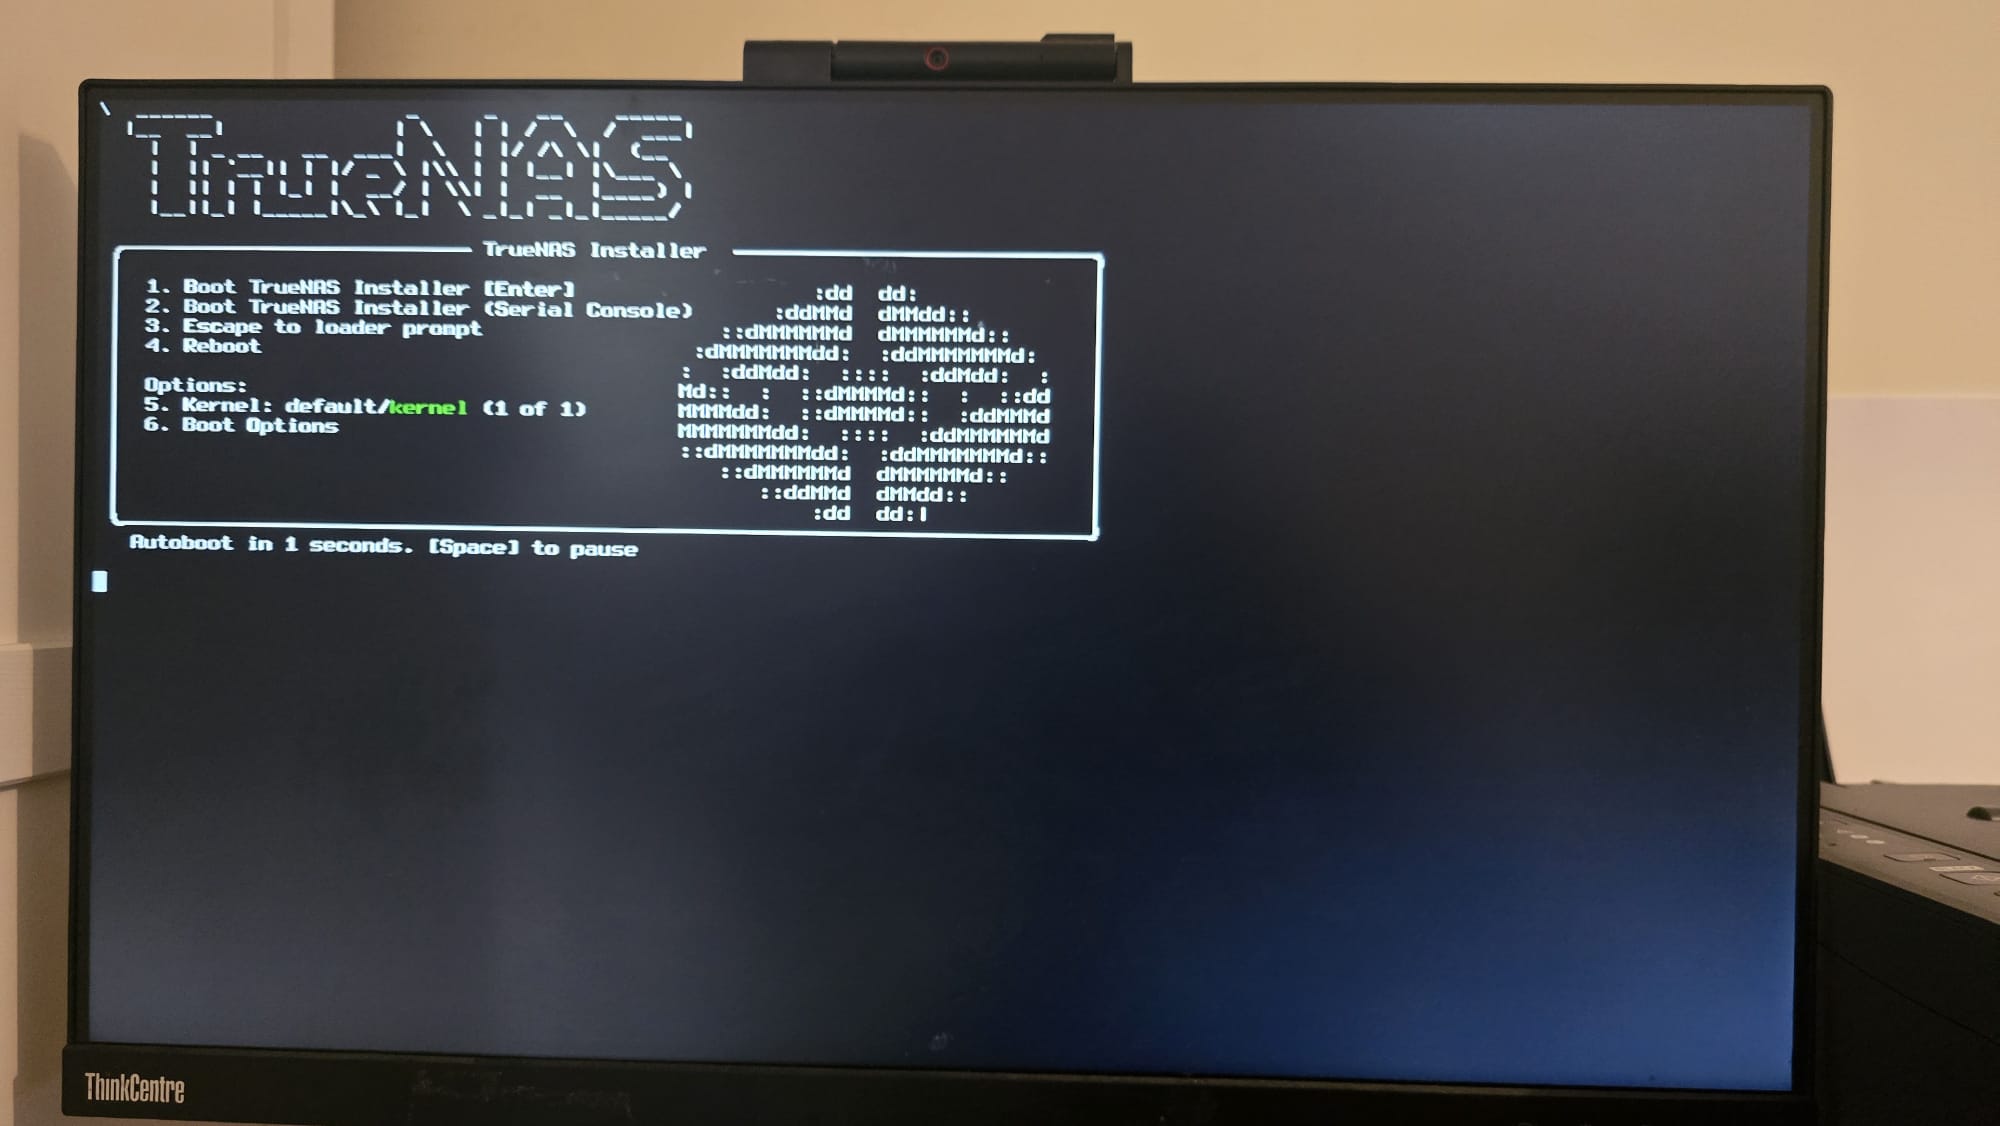 TrueNAS
TrueNAS Installer
1. Boot TrueNAS Installer [Enter]
2. Boot TrueNAS Installer (Serial Console)
3. Escape to loader prompt
4. Reboot
Options:
5. Kernel: default/kernel (1 of 1)
6. Boot Options
:dd dd:
:ddMMd dMMdd::
::dMMMMMMd dMMMMMMd::
:dMMMMMMMdd: :ddMMMMMMMd:
: :ddMdd: :::: :ddMdd: :
Md:: : ::dMMMMd:: : ::dd
MMMMdd: ::dMMMMd:: :ddMMMd
MMMMMMMdd: :::: :ddMMMMMMd
::dMMMMMMMdd: :ddMMMMMMMd::
::dMMMMMMd dMMMMMMd::
::ddMMd dMMdd::
:dd dd:|
Autoboot in 1 seconds. [Space] to pause
ThinkCentre